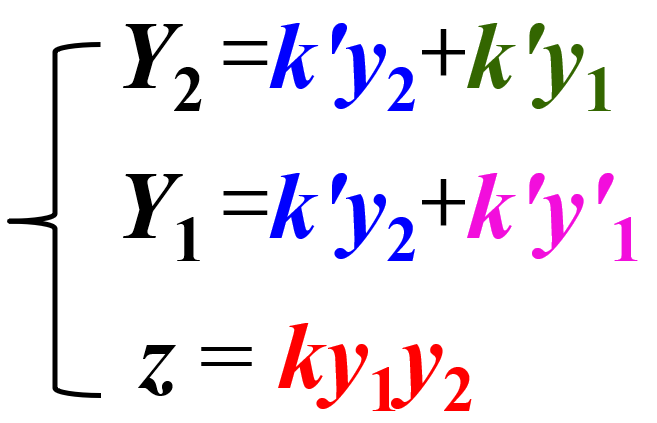 Y₂ = k′y₂ + k′y₁
Y₁ = k′y₂ + k′y′₁
z = ky₁y₂